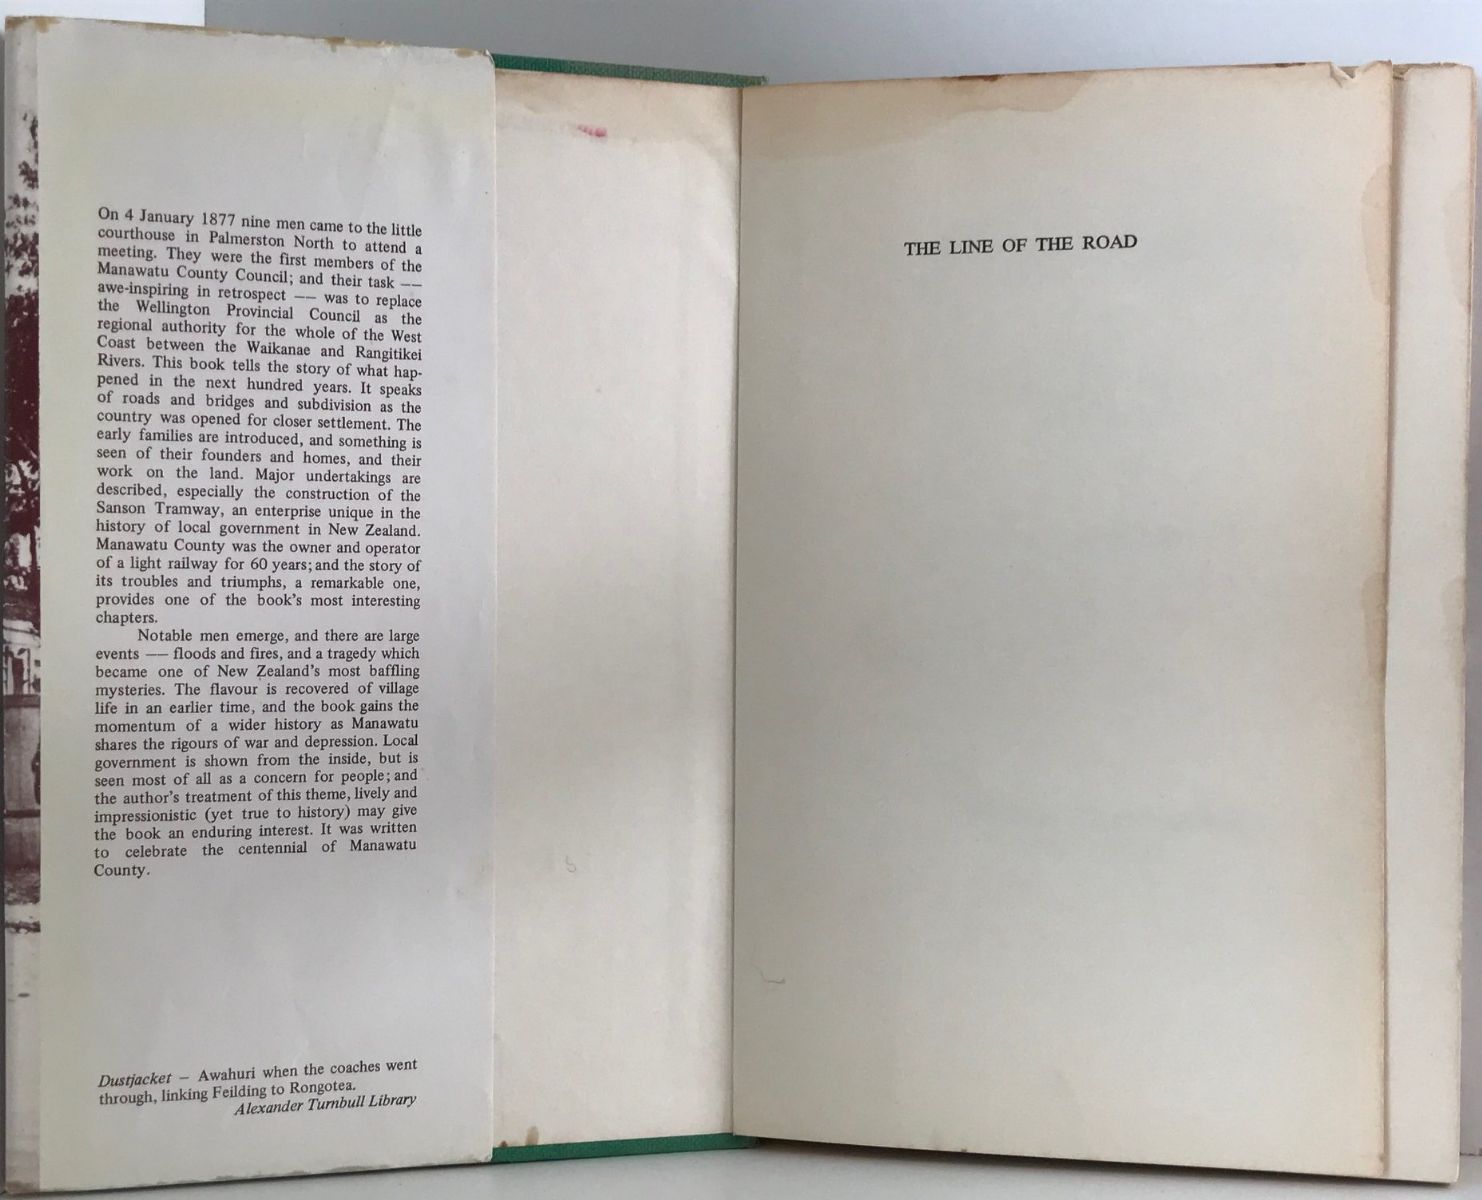 On 4 January 1877 nine men came to the little
courthouse in Palmerston North to attend a
meeting. They were the first members of the
Manawatu County Council; and their task —
awe-inspiring in retrospect — was to replace
the Wellington Provincial Council as the
regional authority for the whole of the West
Coast between the Waikanae and Rangitikei
Rivers. This book tells the story of what hap-
pened in the next hundred years. It speaks
of roads and bridges and subdivision as the
country was opened for closer settlement. The
early families are introduced, and something is
seen of their founders and homes, and their
work on the land. Major undertakings are
described, especially the construction of the
Sanson Tramway, an enterprise unique in the
history of local government in New Zealand.
Manawatu County was the owner and operator
of a light railway for 60 years; and the story of
its troubles and triumphs, a remarkable one,
provides one of the book's most interesting
chapters.
Notable men emerge, and there are large
events — floods and fires, and a tragedy which
became one of New Zealand's most baffling
mysteries. The flavour is recovered of village
life in an earlier time, and the book gains the
momentum of a wider history as Manawatu
shares the rigours of war and depression. Local
government is shown from the inside, but is
seen most of all as a concern for people; and
the author's treatment of this theme, lively and
impressionistic (yet true to history) may give
the book an enduring interest. It was written
to celebrate the centennial of Manawatu
County.
Dustjacket – Awahuri when the coaches went
through, linking Feilding to Rongotea.
Alexander Turnbull Library
THE LINE OF THE ROAD